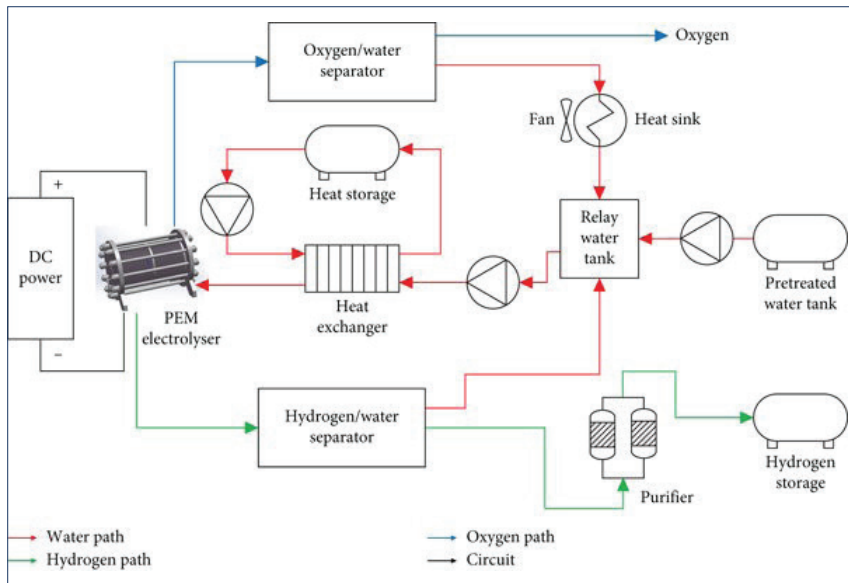 Oxygen/water
separator
Oxygen
Fan
Heat sink
Heat storage
+
DC
power
−
PEM
electrolyser
Heat
exchanger
Relay
water
tank
Pretreated
water tank
Hydrogen/water
separator
Purifier
Hydrogen
storage
Water path
Hydrogen path
Oxygen path
Circuit